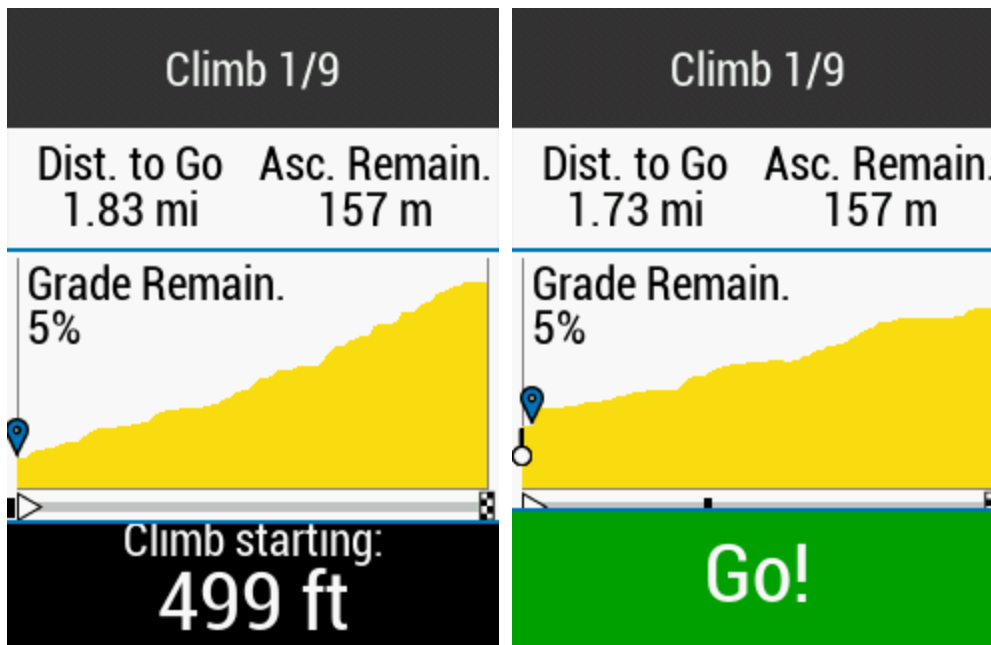 Climb 1/9
Dist. to Go Asc. Remain.
1.83 mi 157 m
Grade Remain.
5%
Climb starting:
499 ft
Climb 1/9
Dist. to Go Asc. Remain.
1.73 mi 157 m
Grade Remain.
5%
Go!